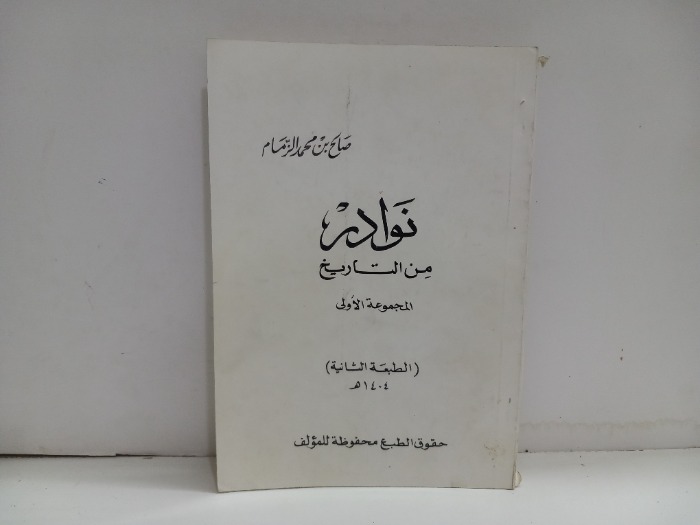 صالح بن محمد الزمام
نوادر
من التاريخ
المجموعة الأولى
(الطبعة الثانية)
١٤٠٤هـ
حقوق الطبع محفوظة للمؤلف